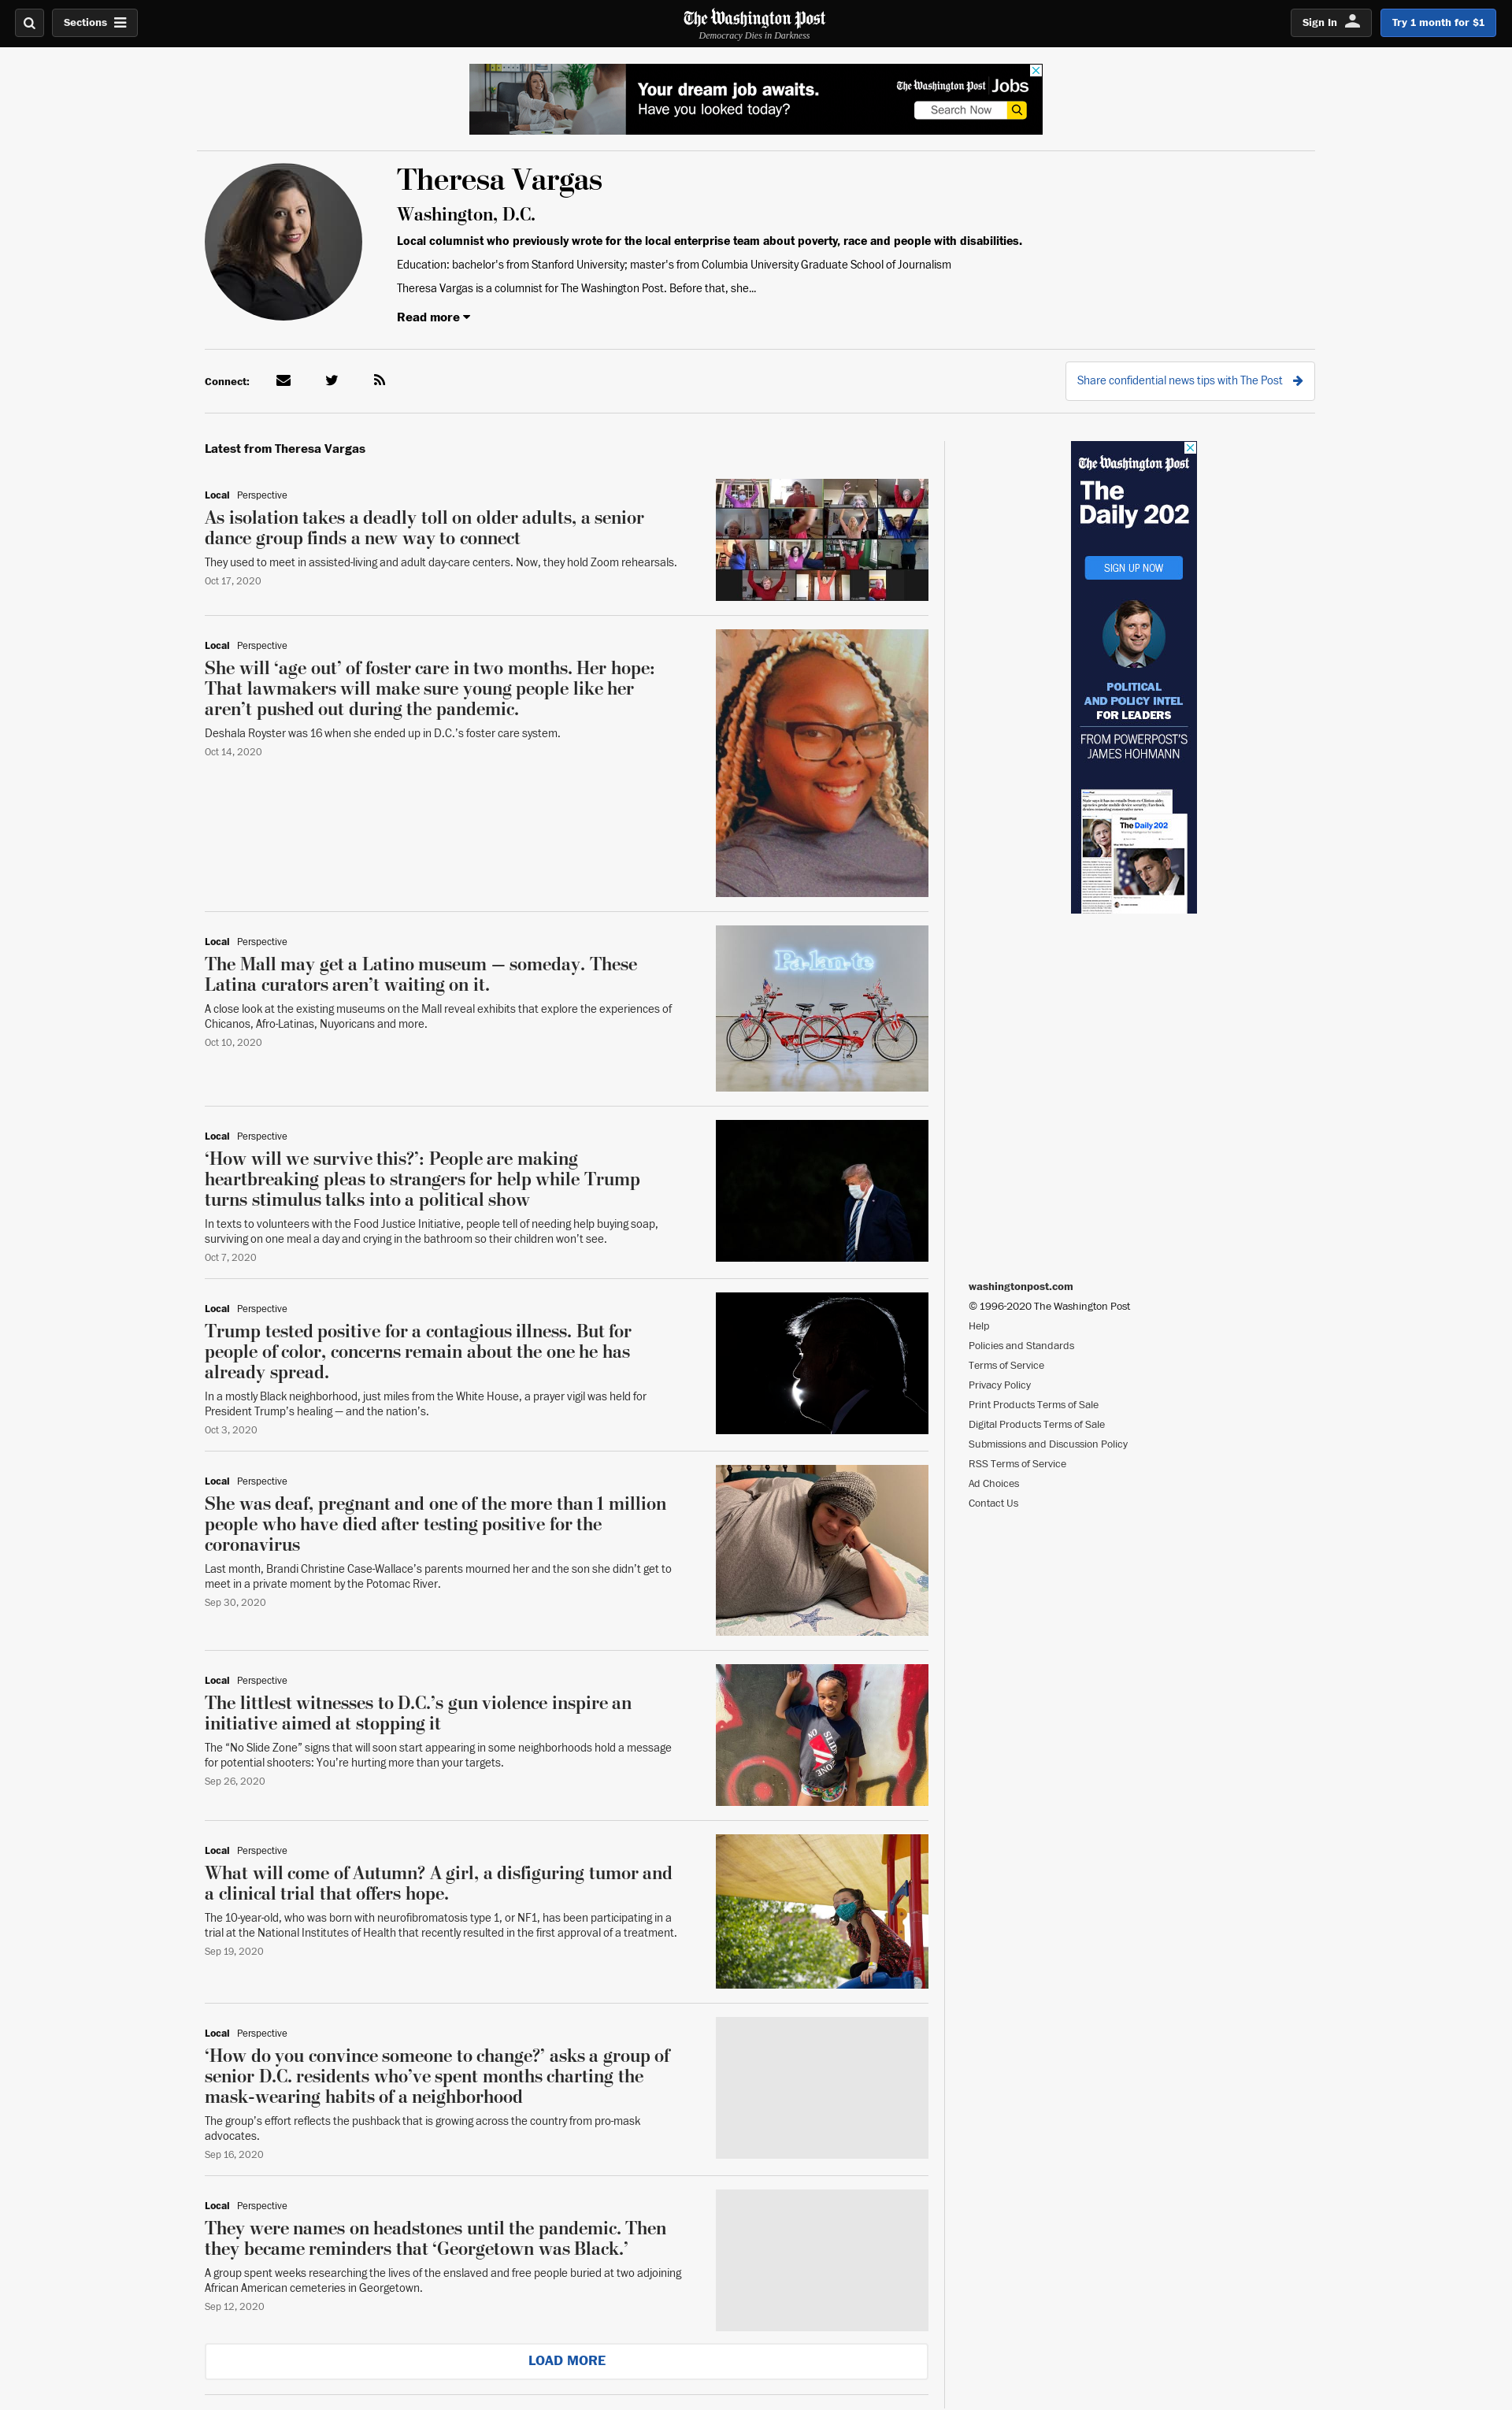 Sections
The Washington Post
Democracy Dies in Darkness
Sign In
Try 1 month for $1
Your dream job awaits.
Have you looked today?
The Washington Post Jobs
Search Now
Theresa Vargas
Washington, D.C.
Local columnist who previously wrote for the local enterprise team about poverty, race and people with disabilities.
Education: bachelor's from Stanford University; master's from Columbia University Graduate School of Journalism
Theresa Vargas is a columnist for The Washington Post. Before that, she...
Read more
Connect:
Share confidential news tips with The Post
Latest from Theresa Vargas
Local Perspective
As isolation takes a deadly toll on older adults, a senior
dance group finds a new way to connect
They used to meet in assisted-living and adult day-care centers. Now, they hold Zoom rehearsals.
Oct 17, 2020
Local Perspective
She will ‘age out’ of foster care in two months. Her hope:
That lawmakers will make sure young people like her
aren’t pushed out during the pandemic.
Deshala Royster was 16 when she ended up in D.C.’s foster care system.
Oct 14, 2020
Local Perspective
The Mall may get a Latino museum — someday. These
Latina curators aren’t waiting on it.
A close look at the existing museums on the Mall reveal exhibits that explore the experiences of
Chicanos, Afro-Latinas, Nuyoricans and more.
Oct 10, 2020
Pa·lan·te
Local Perspective
‘How will we survive this?’: People are making
heartbreaking pleas to strangers for help while Trump
turns stimulus talks into a political show
In texts to volunteers with the Food Justice Initiative, people tell of needing help buying soap,
surviving on one meal a day and crying in the bathroom so their children won’t see.
Oct 7, 2020
Local Perspective
Trump tested positive for a contagious illness. But for
people of color, concerns remain about the one he has
already spread.
In a mostly Black neighborhood, just miles from the White House, a prayer vigil was held for
President Trump’s healing — and the nation’s.
Oct 3, 2020
Local Perspective
She was deaf, pregnant and one of the more than 1 million
people who have died after testing positive for the
coronavirus
Last month, Brandi Christine Case-Wallace’s parents mourned her and the son she didn’t get to
meet in a private moment by the Potomac River.
Sep 30, 2020
Local Perspective
The littlest witnesses to D.C.’s gun violence inspire an
initiative aimed at stopping it
The “No Slide Zone” signs that will soon start appearing in some neighborhoods hold a message
for potential shooters: You’re hurting more than your targets.
Sep 26, 2020
NO SLIDE ZONE
Local Perspective
What will come of Autumn? A girl, a disfiguring tumor and
a clinical trial that offers hope.
The 10-year-old, who was born with neurofibromatosis type 1, or NF1, has been participating in a
trial at the National Institutes of Health that recently resulted in the first approval of a treatment.
Sep 19, 2020
Local Perspective
‘How do you convince someone to change?’ asks a group of
senior D.C. residents who’ve spent months charting the
mask-wearing habits of a neighborhood
The group’s effort reflects the pushback that is growing across the country from pro-mask
advocates.
Sep 16, 2020
Local Perspective
They were names on headstones until the pandemic. Then
they became reminders that ‘Georgetown was Black.’
A group spent weeks researching the lives of the enslaved and free people buried at two adjoining
African American cemeteries in Georgetown.
Sep 12, 2020
LOAD MORE
The Washington Post
The
Daily 202
SIGN UP NOW
POLITICAL
AND POLICY INTEL
FOR LEADERS
FROM POWERPOST’S
JAMES HOHMANN
The Daily 202
washingtonpost.com
© 1996-2020 The Washington Post
Help
Policies and Standards
Terms of Service
Privacy Policy
Print Products Terms of Sale
Digital Products Terms of Sale
Submissions and Discussion Policy
RSS Terms of Service
Ad Choices
Contact Us